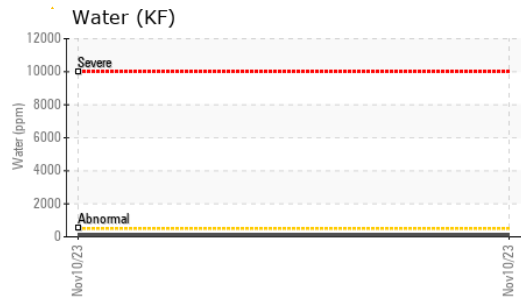 Water (KF)
12000
10000
8000
6000
4000
2000
0
Water (ppm)
Severe
Abnormal
Nov10/23
Nov10/23